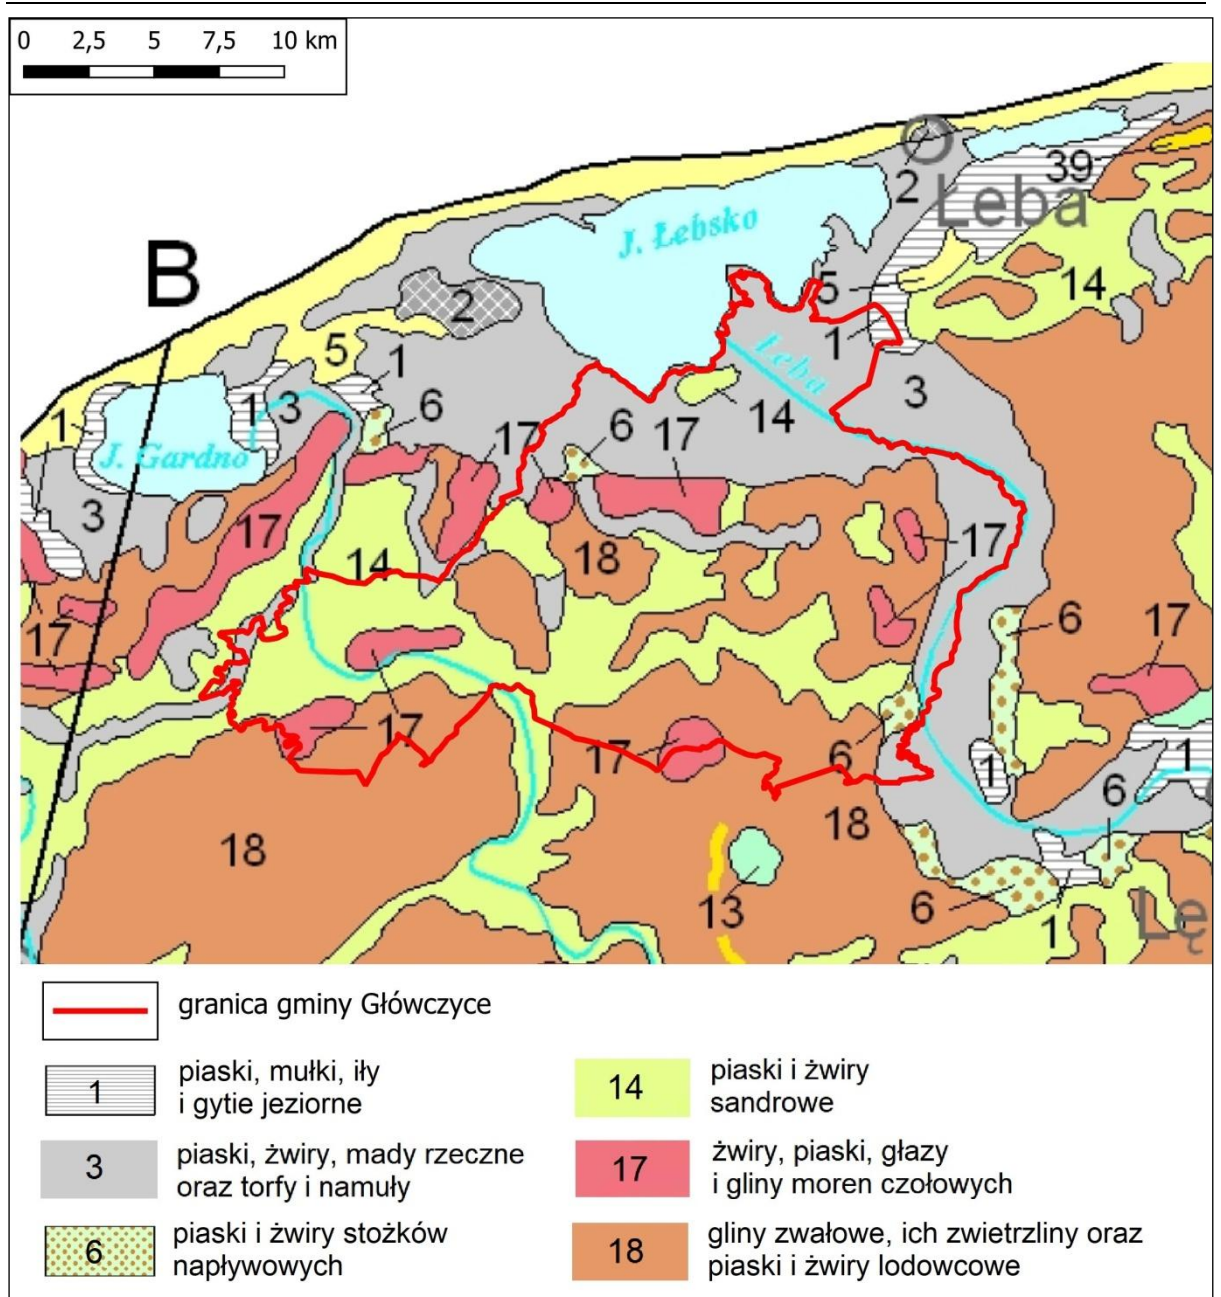 0 2,5 5 7,5 10 km
B
J. Łebsko
Łeba
J. Gardno
Łeba
Lę
39
2
2
5
14
1
5
1
3
1
3
1
6
17
6
17
14
3
17
14
18
17
17
6
17
17
17
17
6
1
1
6
18
18
13
6
1
granica gminy Główczyce
1 piaski, mułki, iły
i gytie jeziorne
3 piaski, żwiry, mady rzeczne
oraz torfy i namuły
6 piaski i żwiry stożków
napływowych
14 piaski i żwiry
sandrowe
17 żwiry, piaski, głazy
i gliny moren czołowych
18 gliny zwałowe, ich zwietrzliny oraz
piaski i żwiry lodowcowe